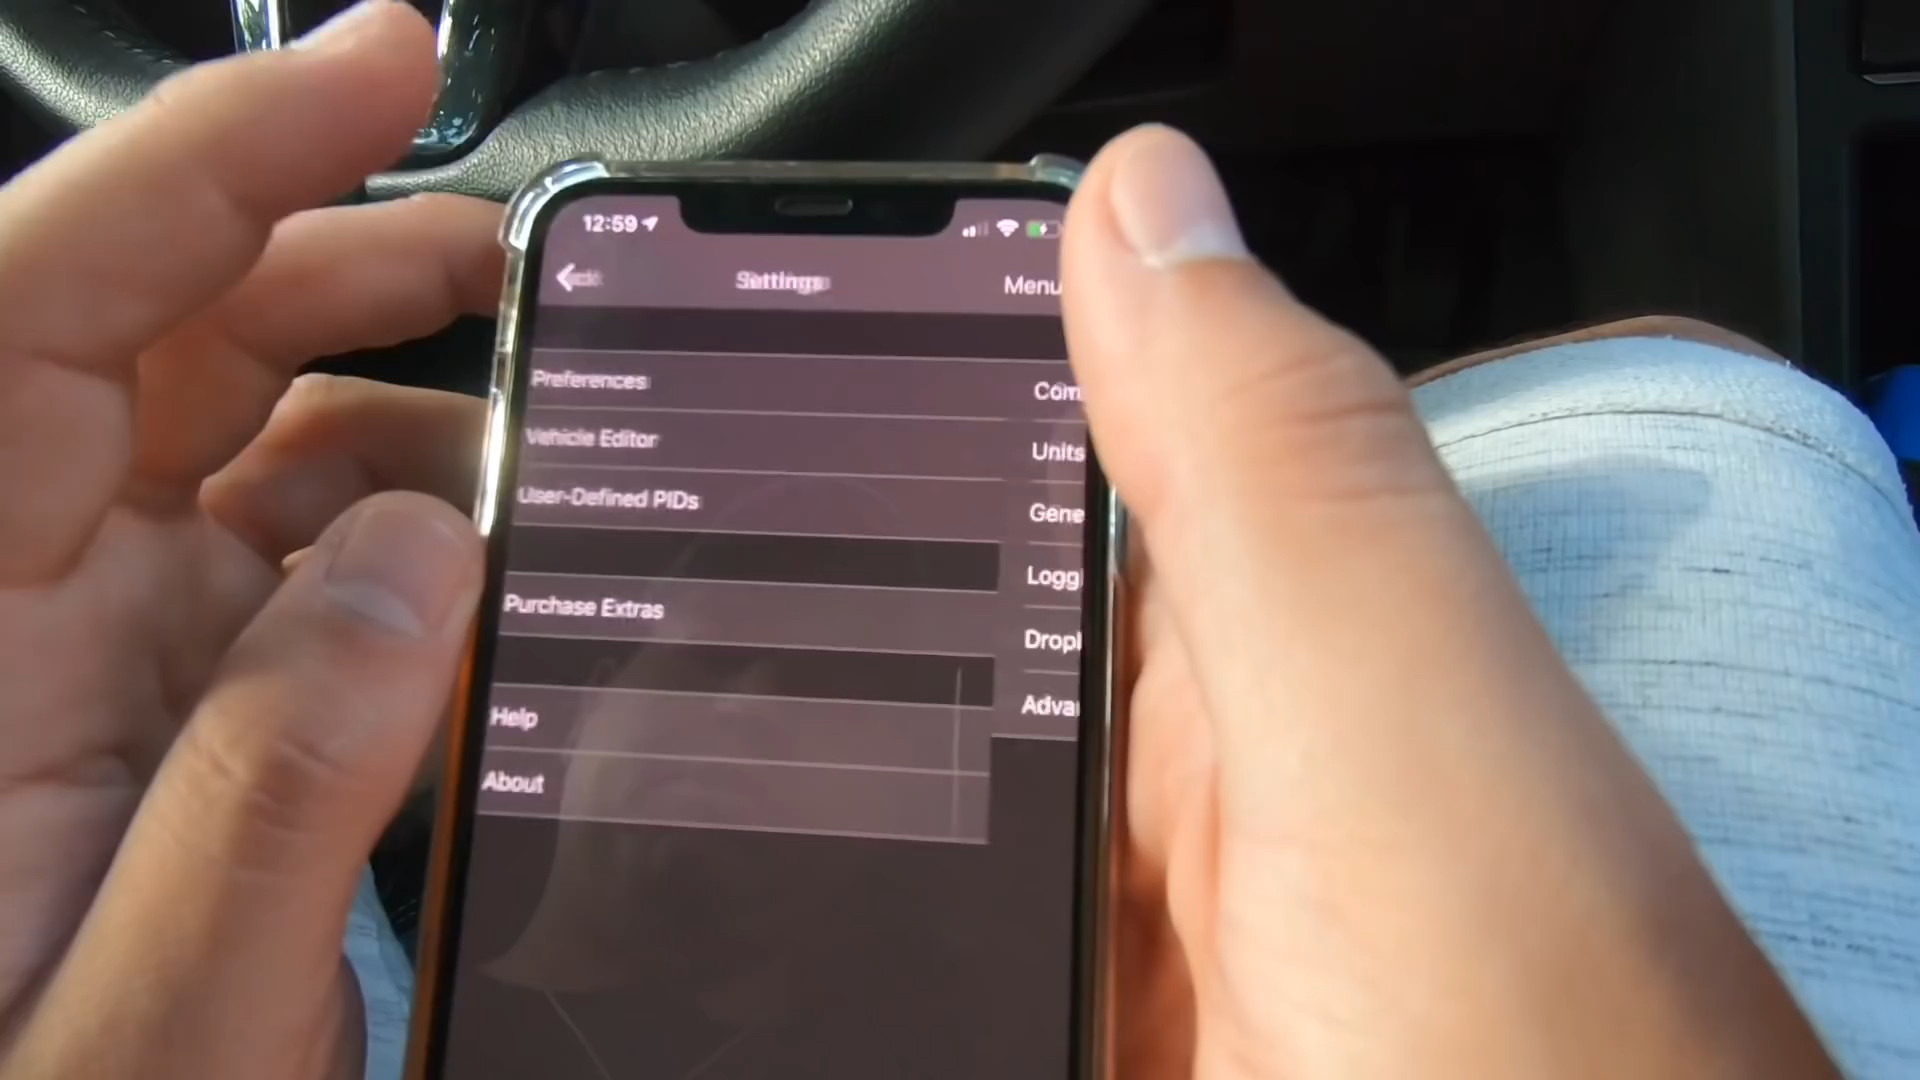 12:59
Settings
Menu
Preferences
Vehicle Editor
User-Defined PIDs
Purchase Extras
Help
About
Com
Units
Gene
Loggi
Drop
Adva